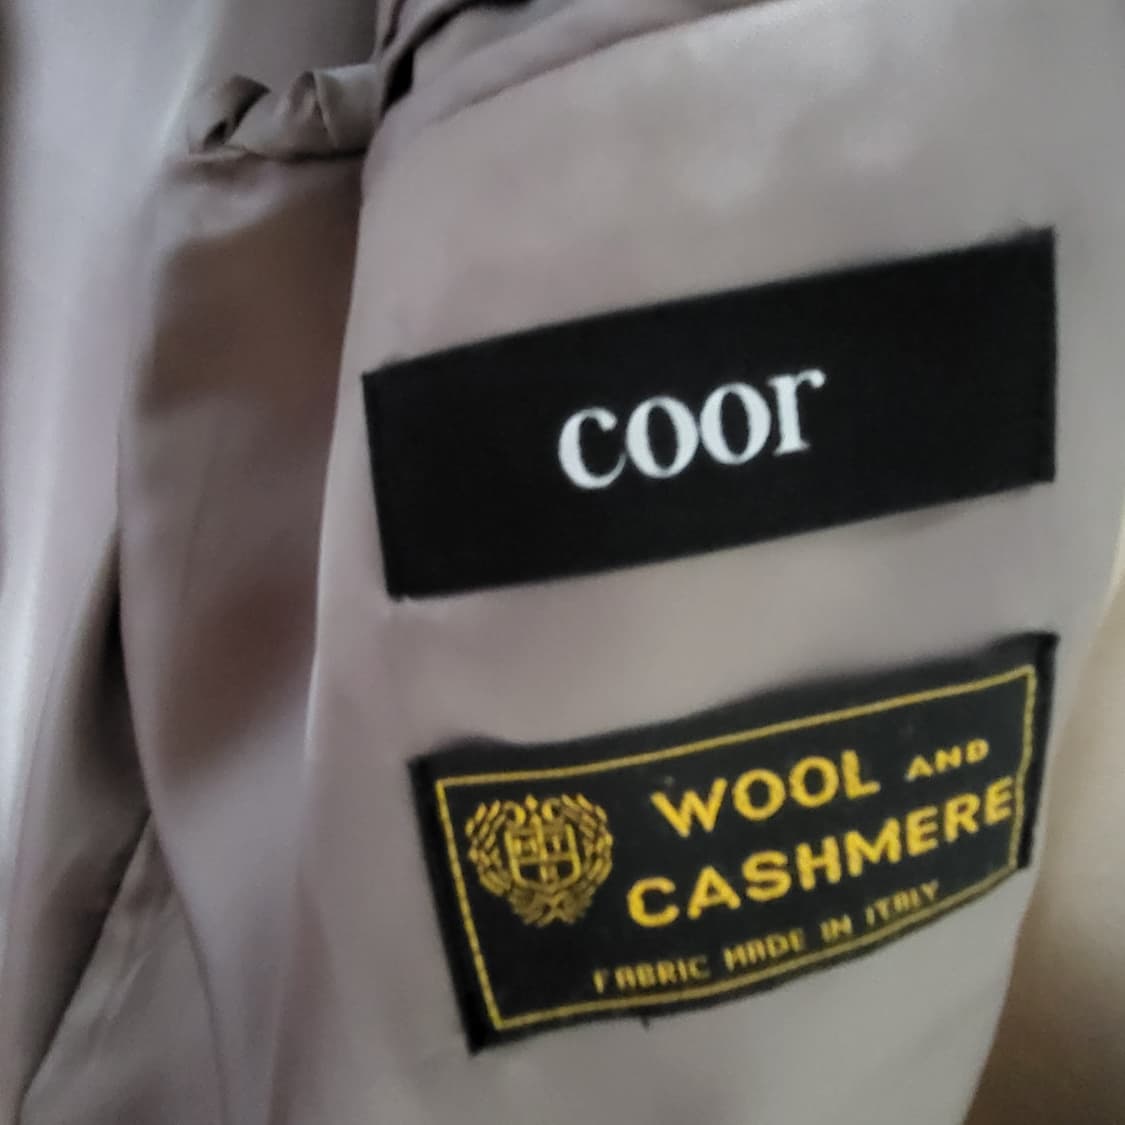 coor
WOOL AND
CASHMERE
FABRIC MADE IN ITALY